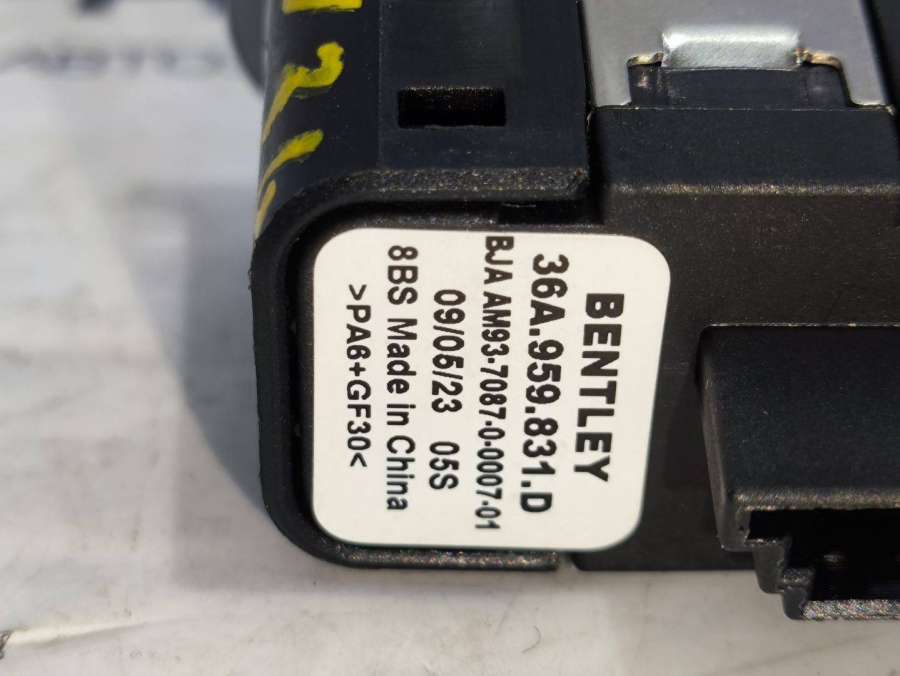 BENTLEY
36A.959.831.D
BJA AM93-7087-0-0007-01
09/05/23 05S
8BS Made in China
>PA6+GF30<